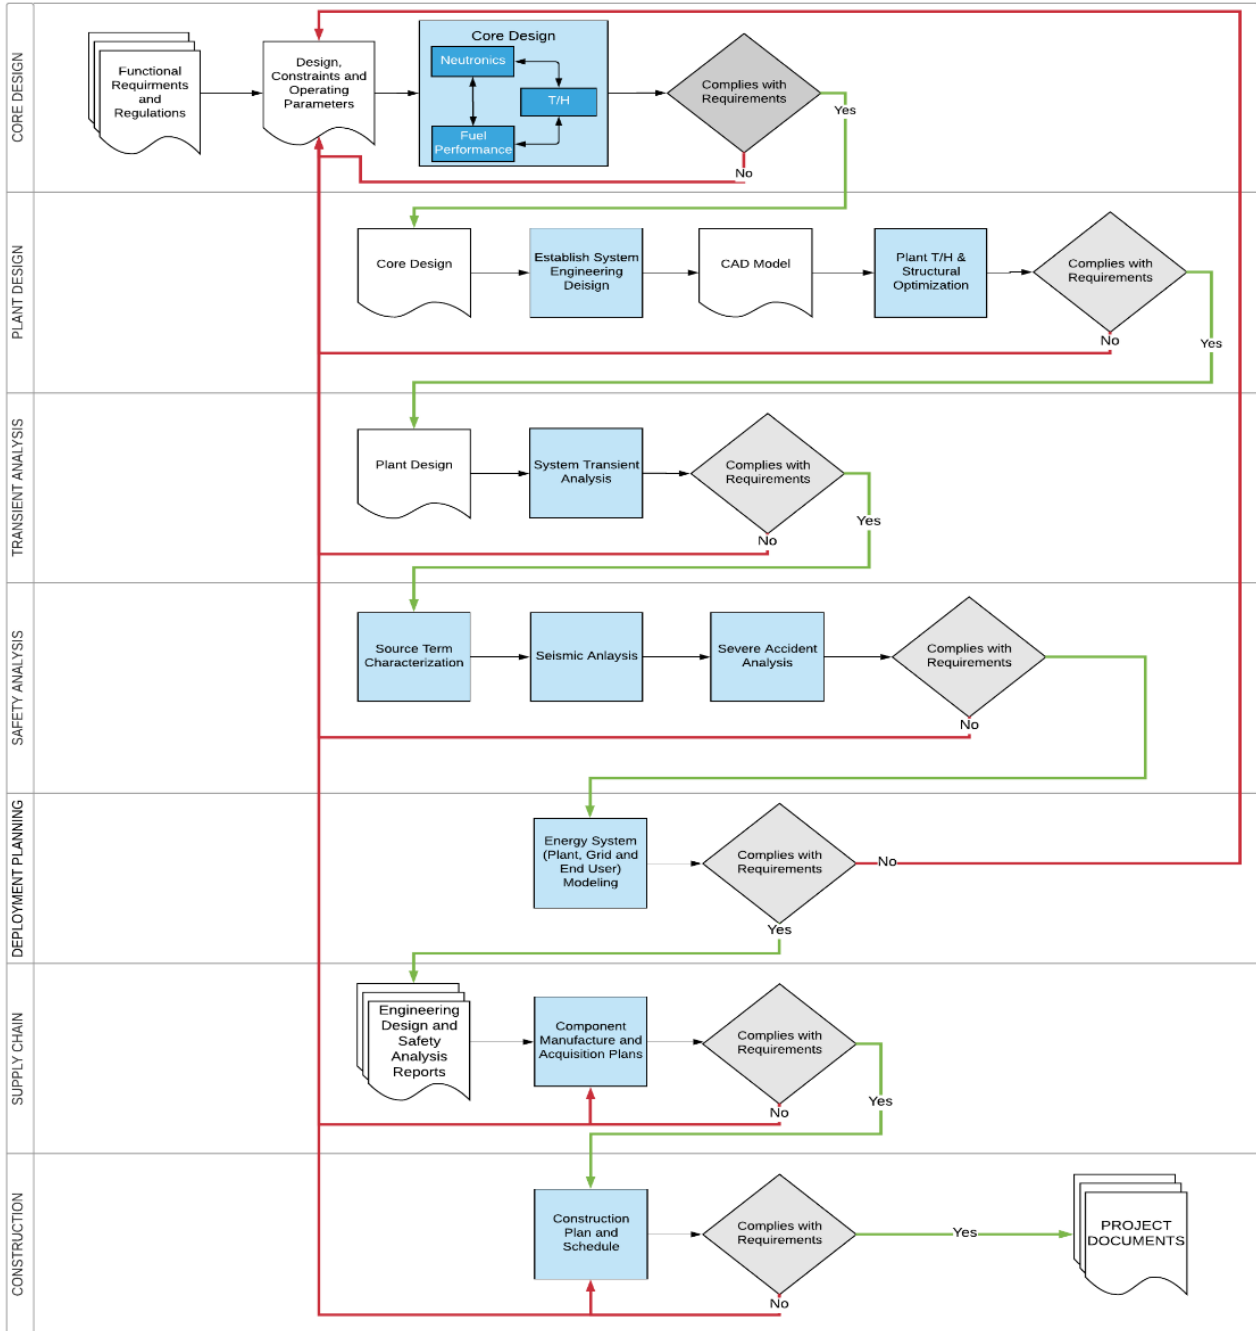 CORE DESIGN
Functional
Requirments
and
Regulations
Design,
Constraints and
Operating
Parameters
Core Design
Neutronics
T/H
Fuel
Performance
Complies with
Requirements
Yes
No
PLANT DESIGN
Core Design
Establish System
Engineering
Deisign
CAD Model
Plant T/H &
Structural
Optimization
Complies with
Requirements
No
Yes
TRANSIENT ANALYSIS
Plant Design
System Transient
Analysis
Complies with
Requirements
Yes
No
SAFETY ANALYSIS
Source Term
Characterization
Seismic Anlaysis
Severe Accident
Analysis
Complies with
Requirements
No
DEPLOYMENT PLANNING
Energy System
(Plant, Grid and
End User)
Modeling
Complies with
Requirements
No
Yes
SUPPLY CHAIN
Engineering
Design and
Safety
Analysis
Reports
Component
Manufacture and
Acquisition Plans
Complies with
Requirements
Yes
No
CONSTRUCTION
Construction
Plan and
Schedule
Complies with
Requirements
Yes
No
PROJECT
DOCUMENTS